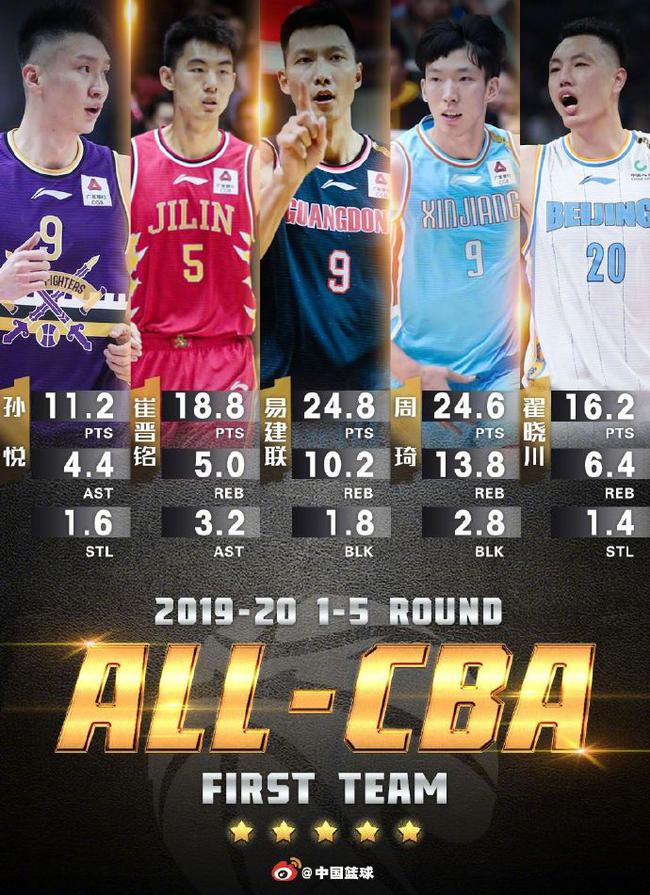 9
FIGHTERS
JILIN
5
GUANGDON
9
XINJIANG
9
BEIJING
20
孙悦
11.2
PTS
4.4
AST
1.6
STL
崔晋铭
18.8
PTS
5.0
REB
3.2
AST
易建联
24.8
PTS
10.2
REB
1.8
BLK
周琦
24.6
PTS
13.8
REB
2.8
BLK
翟晓川
16.2
PTS
6.4
REB
1.4
STL
2019-20 1-5 ROUND
ALL-CBA
FIRST TEAM
@中国篮球